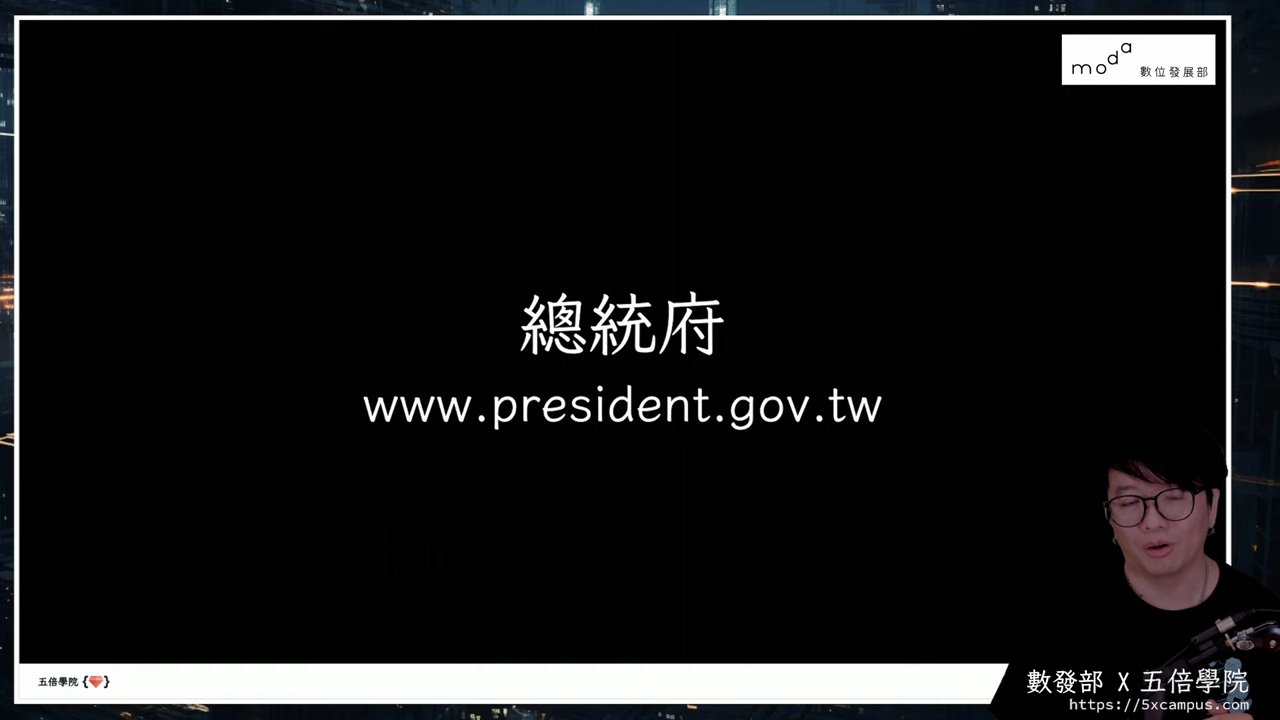 moda 數位發展部
總統府
www.president.gov.tw
五倍學院 {❤}
數發部 X 五倍學院
https://5xcampus.com